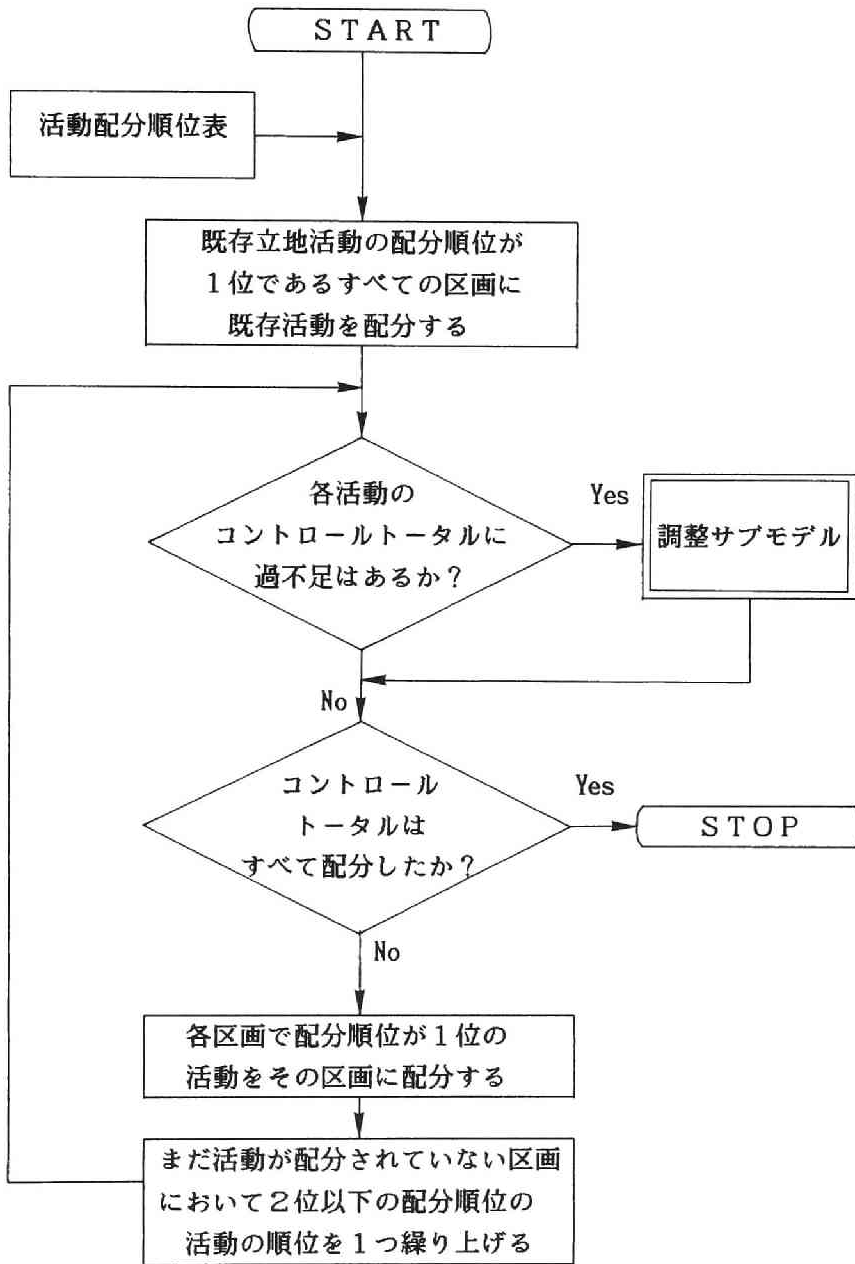 START
活動配分順位表
既存立地活動の配分順位が
1位であるすべての区画に
既存活動を配分する
各活動の
コントロールトータルに
過不足はあるか?
Yes
調整サブモデル
No
コントロール
トータルは
すべて配分したか?
Yes
STOP
No
各区画で配分順位が1位の
活動をその区画に配分する
まだ活動が配分されていない区画
において2位以下の配分順位の
活動の順位を1つ繰り上げる